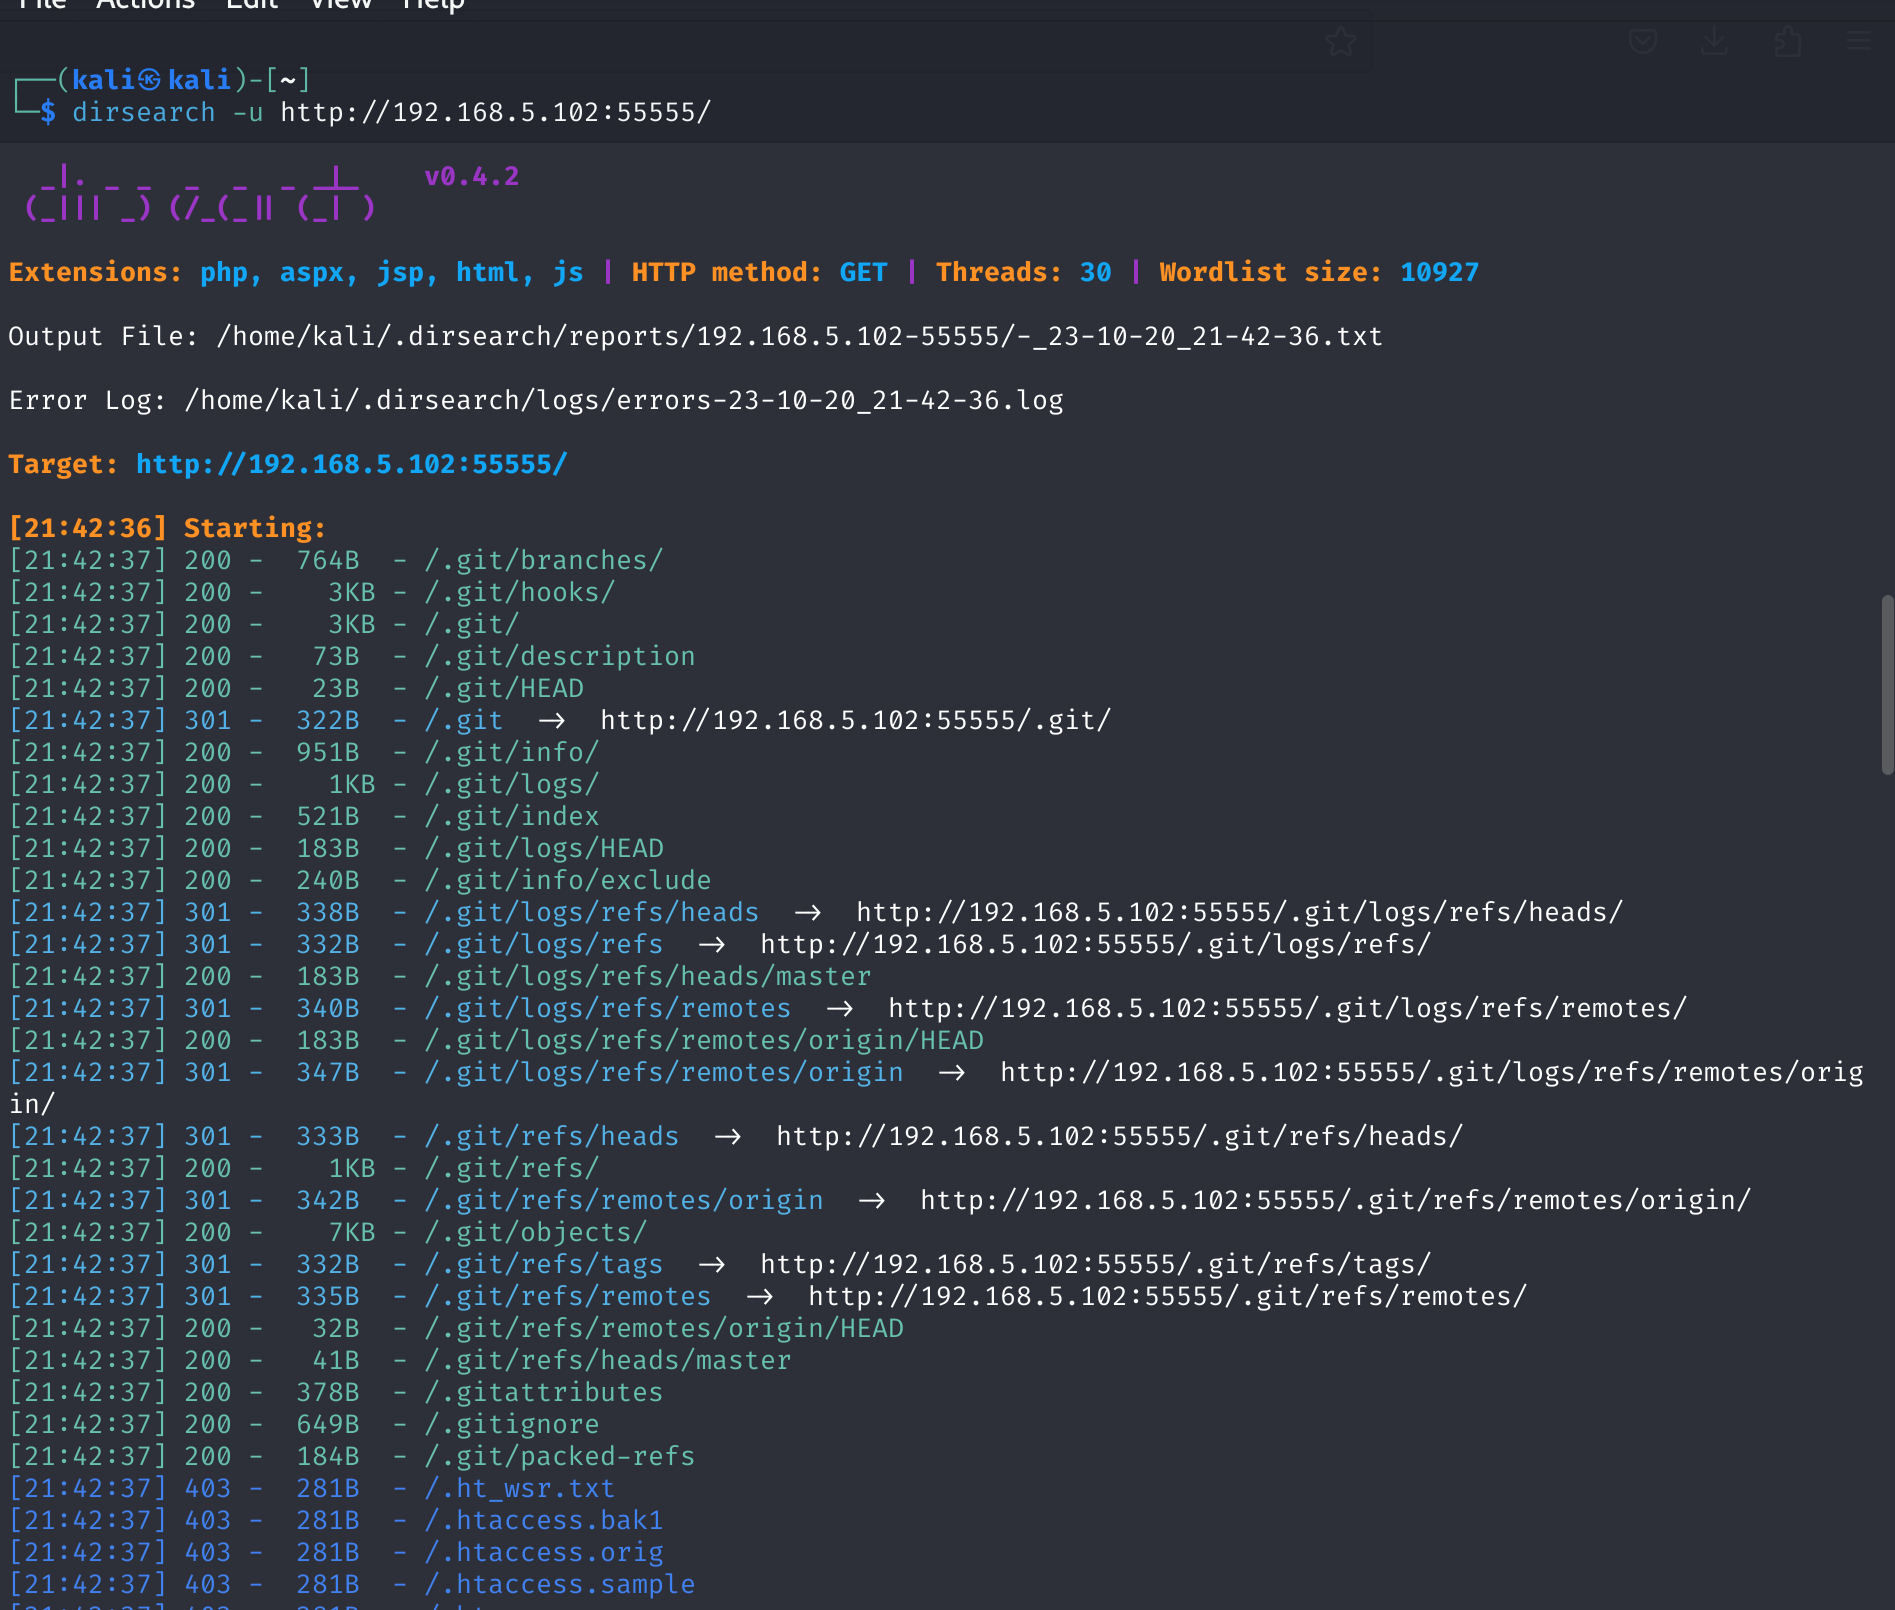 File Actions Edit View Help
(kali㉿kali)-[~]
$ dirsearch -u http://192.168.5.102:55555/
v0.4.2
Extensions: php, aspx, jsp, html, js | HTTP method: GET | Threads: 30 | Wordlist size: 10927
Output File: /home/kali/.dirsearch/reports/192.168.5.102-55555/-_23-10-20_21-42-36.txt
Error Log: /home/kali/.dirsearch/logs/errors-23-10-20_21-42-36.log
Target: http://192.168.5.102:55555/
[21:42:36] Starting:
[21:42:37] 200 -  764B  - /.git/branches/
[21:42:37] 200 -    3KB - /.git/hooks/
[21:42:37] 200 -    3KB - /.git/
[21:42:37] 200 -   73B  - /.git/description
[21:42:37] 200 -   23B  - /.git/HEAD
[21:42:37] 301 -  322B  - /.git  →  http://192.168.5.102:55555/.git/
[21:42:37] 200 -  951B  - /.git/info/
[21:42:37] 200 -    1KB - /.git/logs/
[21:42:37] 200 -  521B  - /.git/index
[21:42:37] 200 -  183B  - /.git/logs/HEAD
[21:42:37] 200 -  240B  - /.git/info/exclude
[21:42:37] 301 -  338B  - /.git/logs/refs/heads  →  http://192.168.5.102:55555/.git/logs/refs/heads/
[21:42:37] 301 -  332B  - /.git/logs/refs  →  http://192.168.5.102:55555/.git/logs/refs/
[21:42:37] 200 -  183B  - /.git/logs/refs/heads/master
[21:42:37] 301 -  340B  - /.git/logs/refs/remotes  →  http://192.168.5.102:55555/.git/logs/refs/remotes/
[21:42:37] 200 -  183B  - /.git/logs/refs/remotes/origin/HEAD
[21:42:37] 301 -  347B  - /.git/logs/refs/remotes/origin  →  http://192.168.5.102:55555/.git/logs/refs/remotes/orig
in/
[21:42:37] 301 -  333B  - /.git/refs/heads  →  http://192.168.5.102:55555/.git/refs/heads/
[21:42:37] 200 -    1KB - /.git/refs/
[21:42:37] 301 -  342B  - /.git/refs/remotes/origin  →  http://192.168.5.102:55555/.git/refs/remotes/origin/
[21:42:37] 200 -    7KB - /.git/objects/
[21:42:37] 301 -  332B  - /.git/refs/tags  →  http://192.168.5.102:55555/.git/refs/tags/
[21:42:37] 301 -  335B  - /.git/refs/remotes  →  http://192.168.5.102:55555/.git/refs/remotes/
[21:42:37] 200 -   32B  - /.git/refs/remotes/origin/HEAD
[21:42:37] 200 -   41B  - /.git/refs/heads/master
[21:42:37] 200 -  378B  - /.gitattributes
[21:42:37] 200 -  649B  - /.gitignore
[21:42:37] 200 -  184B  - /.git/packed-refs
[21:42:37] 403 -  281B  - /.ht_wsr.txt
[21:42:37] 403 -  281B  - /.htaccess.bak1
[21:42:37] 403 -  281B  - /.htaccess.orig
[21:42:37] 403 -  281B  - /.htaccess.sample